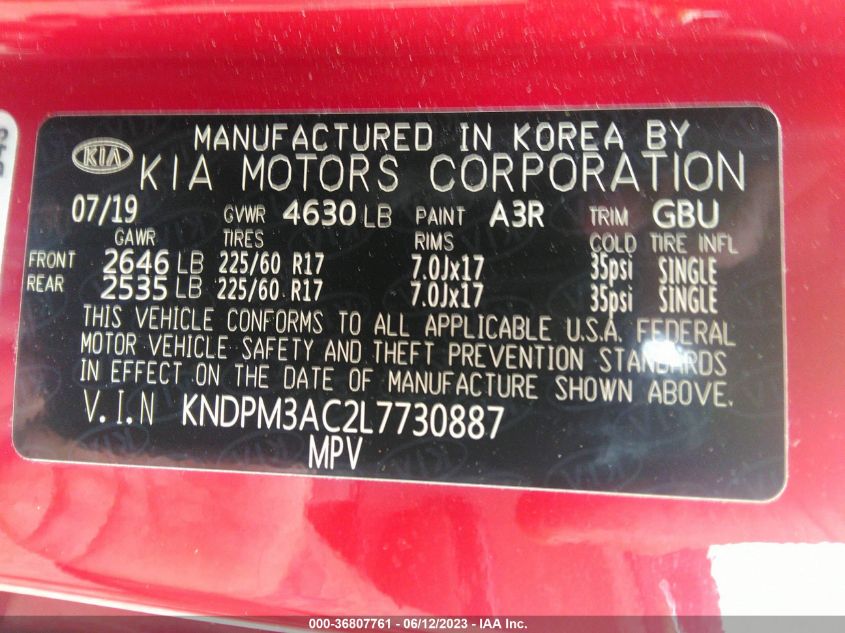 MANUFACTURED IN KOREA BY
KIA KIA MOTORS CORPORATION
07/19 GVWR 4630 LB PAINT A3R TRIM GBU
GAWR TIRES RIMS COLD TIRE INFL
FRONT 2646 LB 225/60 R17 7.0Jx17 35psi SINGLE
REAR 2535 LB 225/60 R17 7.0Jx17 35psi SINGLE
THIS VEHICLE CONFORMS TO ALL APPLICABLE U.S.A. FEDERAL
MOTOR VEHICLE SAFETY AND THEFT PREVENTION STANDARDS
IN EFFECT ON THE DATE OF MANUFACTURE SHOWN ABOVE.
V.I.N KNDPM3AC2L7730887
MPV
000-36807761 - 06/12/2023 - IAA Inc.